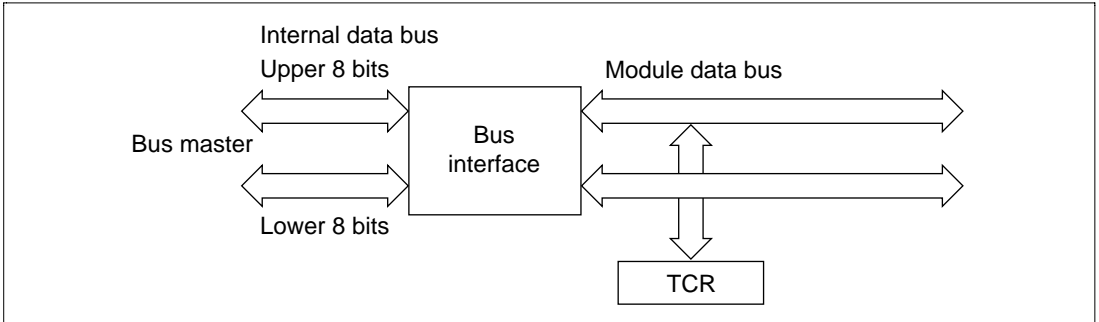 Internal data bus
Upper 8 bits
Module data bus
Bus master
Bus
interface
Lower 8 bits
TCR